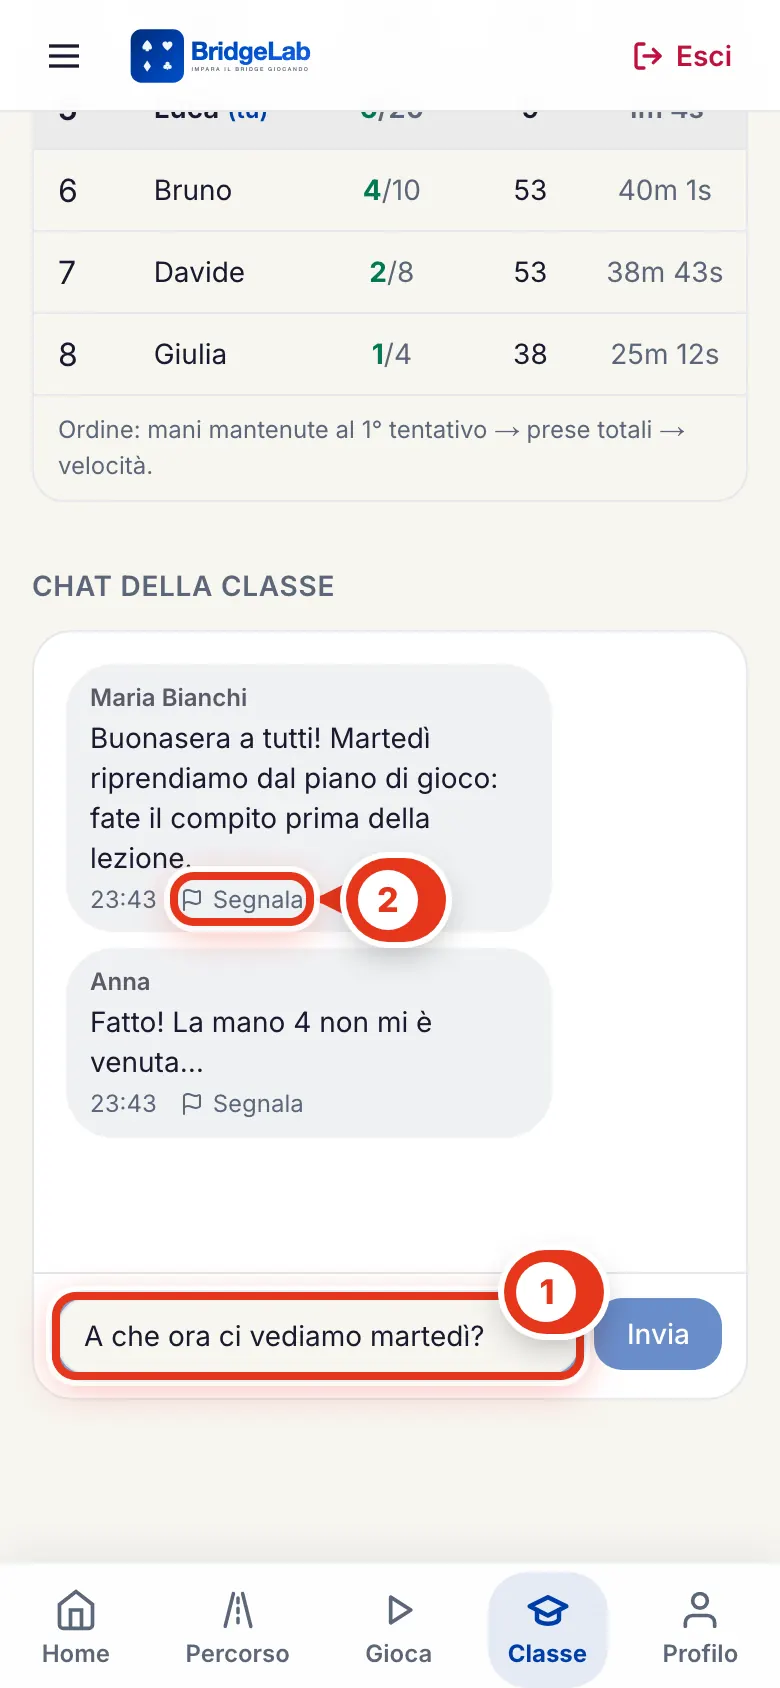 BridgeLab
IMPARA IL BRIDGE GIOCANDO
Esci
5 Luca (tu)
6 Bruno 4/10 53 40m 1s
7 Davide 2/8 53 38m 43s
8 Giulia 1/4 38 25m 12s
Ordine: mani mantenute al 1° tentativo → prese totali →
velocità.
CHAT DELLA CLASSE
Maria Bianchi
Buonasera a tutti! Martedì
riprendiamo dal piano di gioco:
fate il compito prima della
lezione.
23:43 Segnala 2
Anna
Fatto! La mano 4 non mi è
venuta...
23:43 Segnala
1
A che ora ci vediamo martedì? Invia
Home Percorso Gioca Classe Profilo